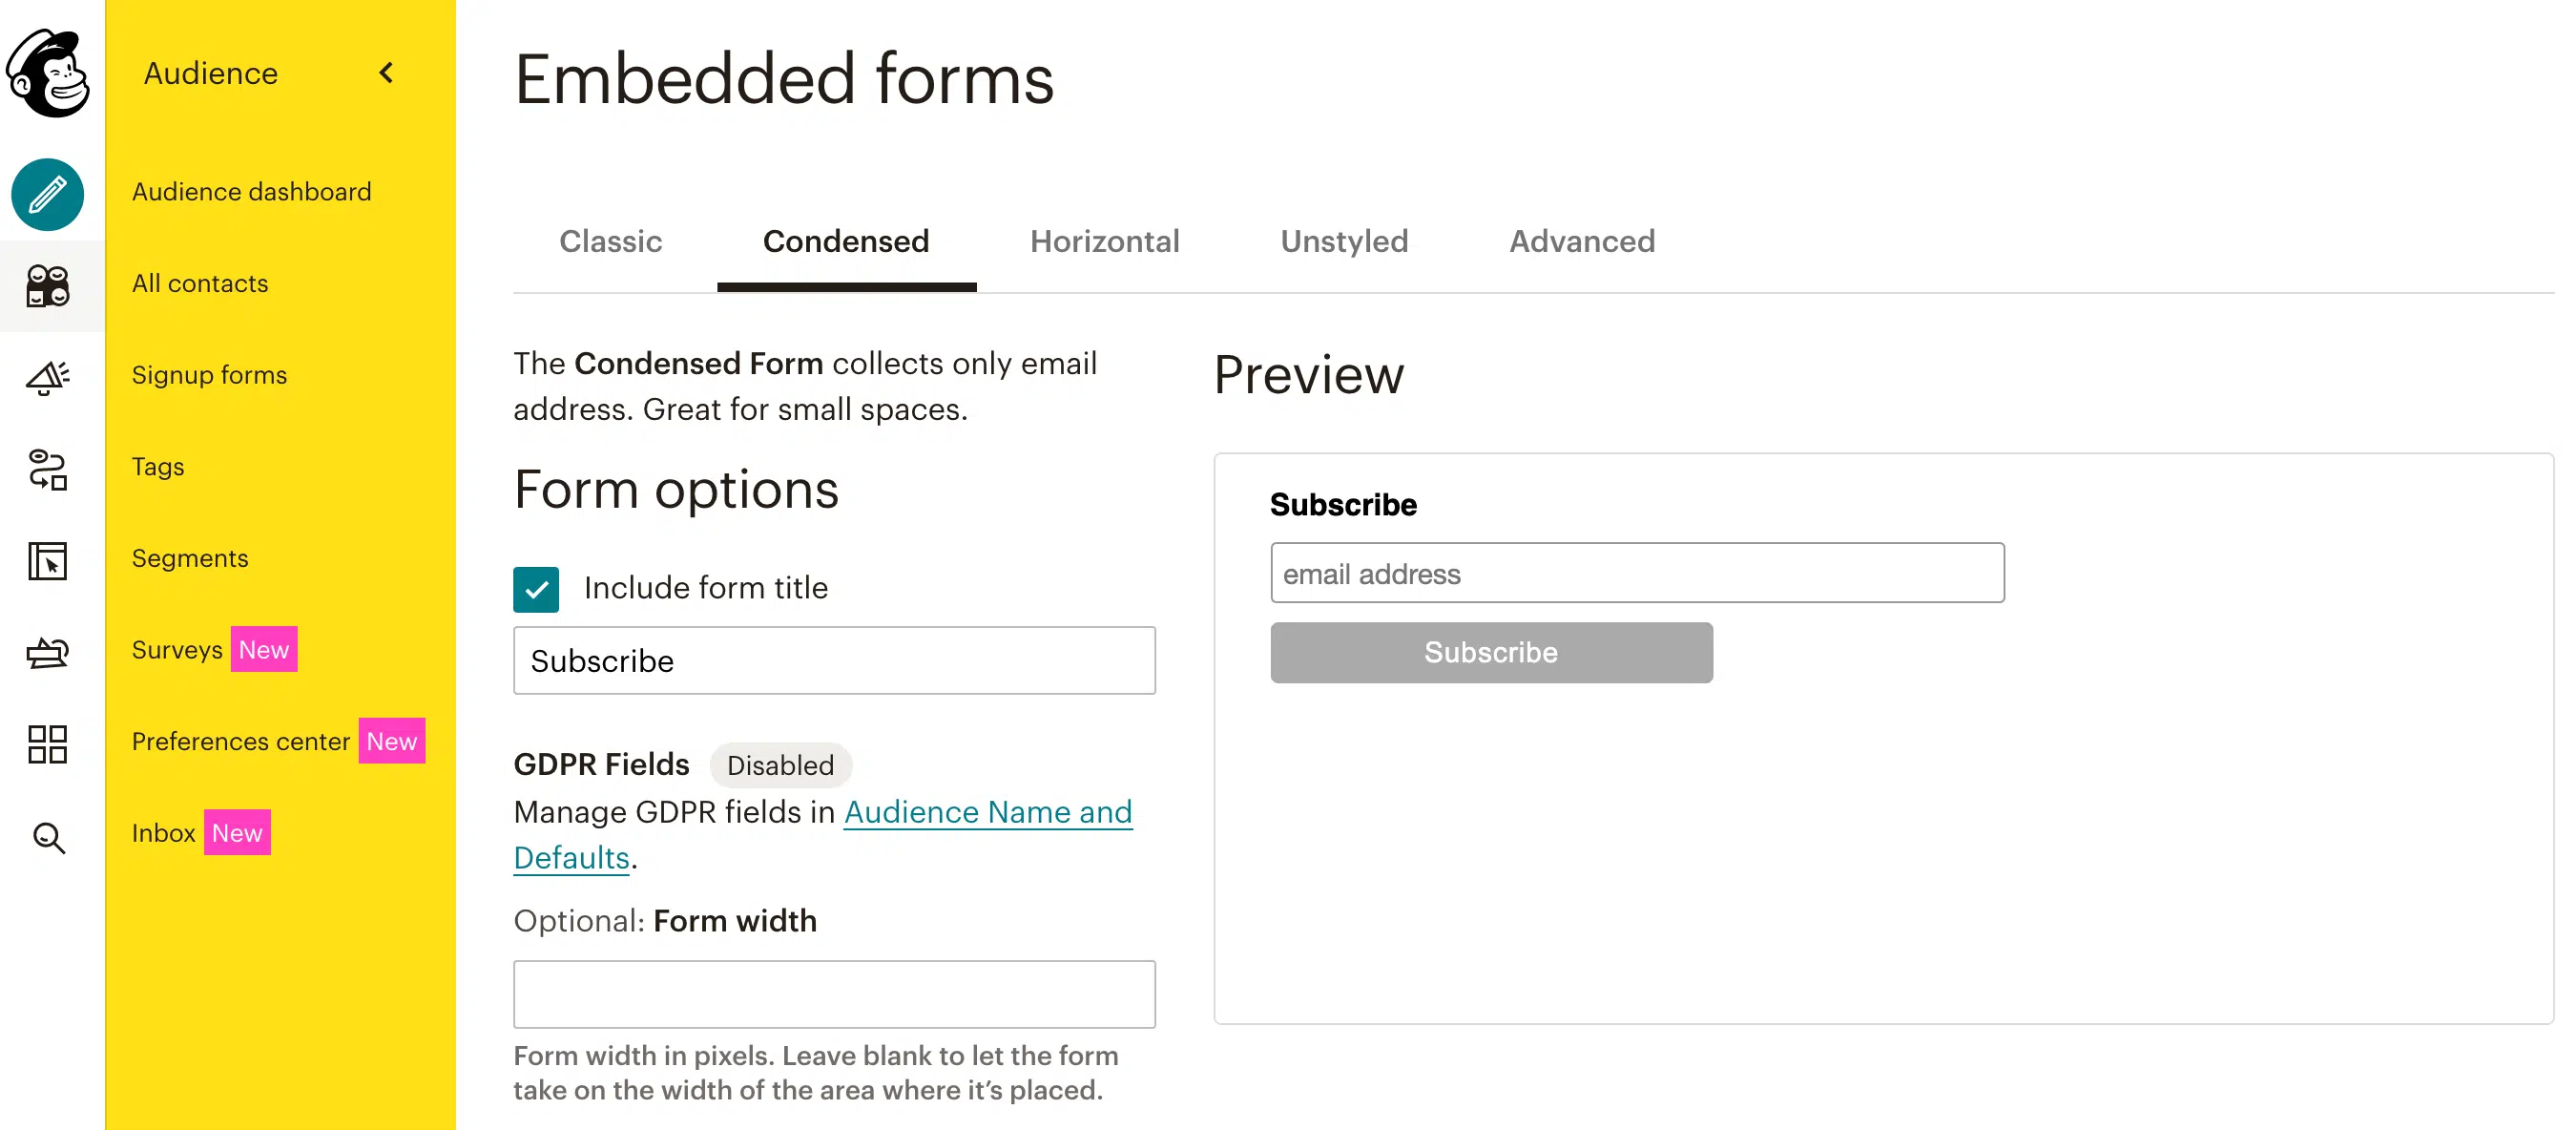 Audience
Audience dashboard
All contacts
Signup forms
Tags
Segments
Surveys New
Preferences center New
Inbox New
Embedded forms
Classic Condensed Horizontal Unstyled Advanced
The Condensed Form collects only email
address. Great for small spaces.
Form options
Include form title
Subscribe
GDPR Fields Disabled
Manage GDPR fields in Audience Name and
Defaults.
Optional: Form width
Form width in pixels. Leave blank to let the form
take on the width of the area where it’s placed.
Preview
Subscribe
email address
Subscribe